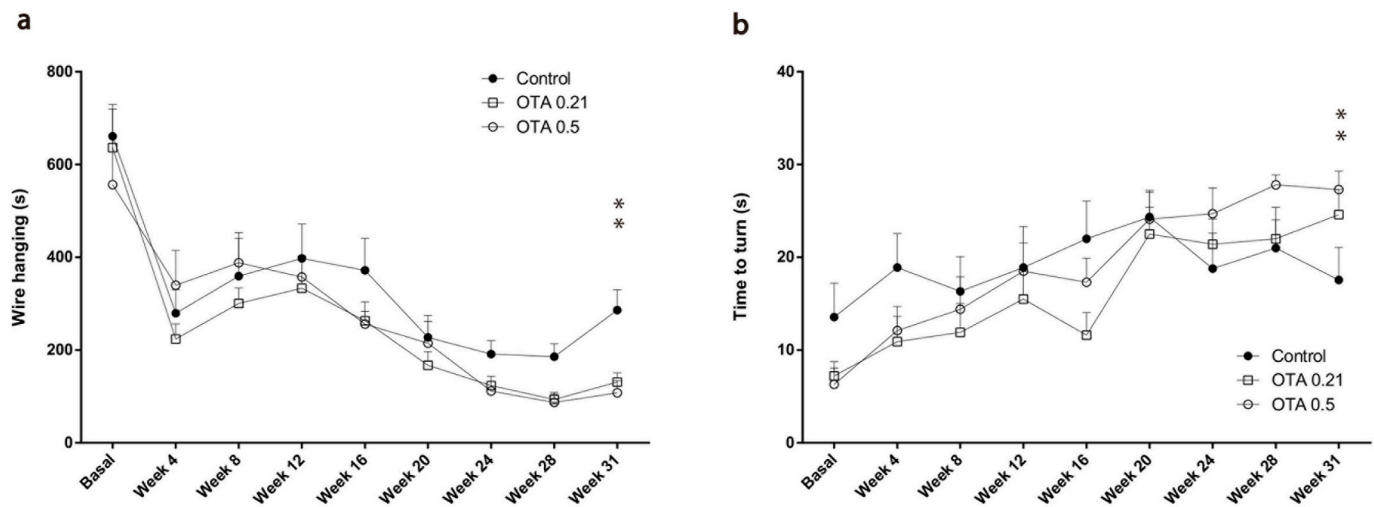 a
800
600
400
200
0
Wire hanging (s)
Control
OTA 0.21
OTA 0.5
*
*
Basal
Week 4
Week 8
Week 12
Week 16
Week 20
Week 24
Week 28
Week 31
b
40
30
20
10
0
Time to turn (s)
*
*
Control
OTA 0.21
OTA 0.5
Basal
Week 4
Week 8
Week 12
Week 16
Week 20
Week 24
Week 28
Week 31